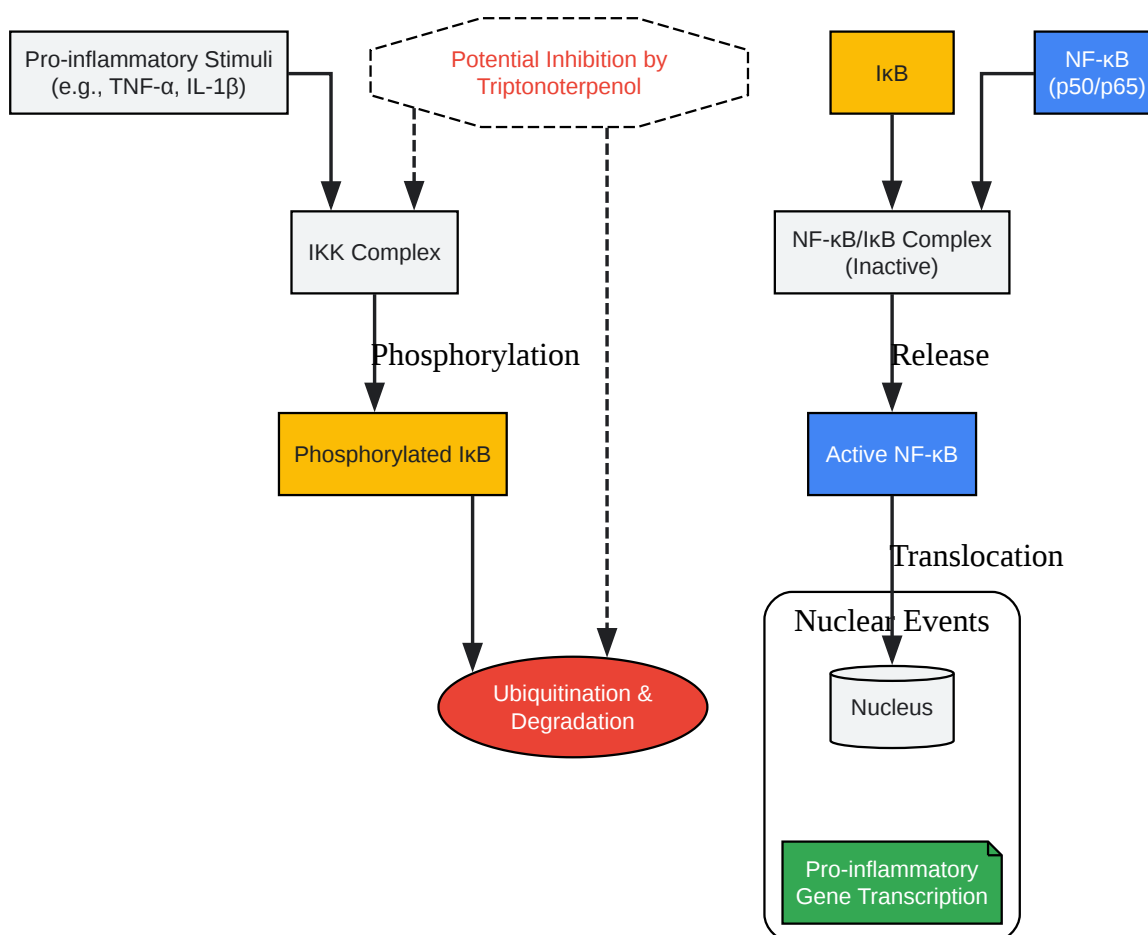 Pro-inflammatory Stimuli
(e.g., TNF-α, IL-1β)
Potential Inhibition by
Triptonoterpenol
IκB
NF-κB
(p50/p65)
IKK Complex
NF-κB/IκB Complex
(Inactive)
Phosphorylation
Release
Phosphorylated IκB
Active NF-κB
Translocation
Nuclear Events
Ubiquitination &
Degradation
Nucleus
Pro-inflammatory
Gene Transcription